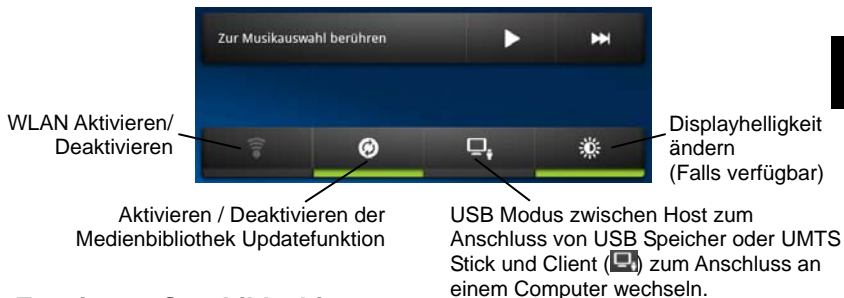 Zur Musikauswahl berühren
WLAN Aktivieren/
Deaktivieren
Displayhelligkeit
ändern
(Falls verfügbar)
Aktivieren / Deaktivieren der
Medienbibliothek Updatefunktion
USB Modus zwischen Host zum
Anschluss von USB Speicher oder UMTS
Stick und Client ( ) zum Anschluss an
einem Computer wechseln.